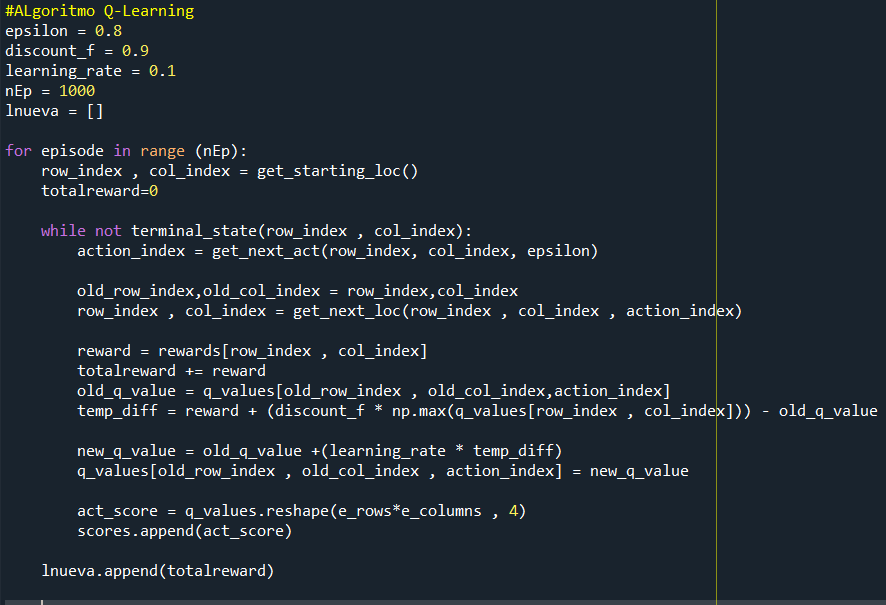 #ALgoritmo Q-Learning
epsilon = 0.8
discount_f = 0.9
learning_rate = 0.1
nEp = 1000
lnueva = []
for episode in range (nEp):
    row_index , col_index = get_starting_loc()
    totalreward=0
    while not terminal_state(row_index , col_index):
        action_index = get_next_act(row_index, col_index, epsilon)
        old_row_index,old_col_index = row_index,col_index
        row_index , col_index = get_next_loc(row_index , col_index , action_index)
        reward = rewards[row_index , col_index]
        totalreward += reward
        old_q_value = q_values[old_row_index , old_col_index,action_index]
        temp_diff = reward + (discount_f * np.max(q_values[row_index , col_index])) - old_q_value
        new_q_value = old_q_value +(learning_rate * temp_diff)
        q_values[old_row_index , old_col_index , action_index] = new_q_value
        act_score = q_values.reshape(e_rows*e_columns , 4)
        scores.append(act_score)
    lnueva.append(totalreward)